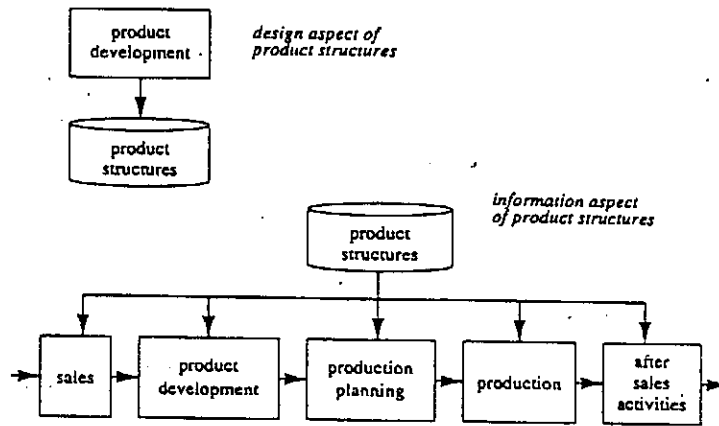 product
development
design aspect of
product structures
product
structures
information aspect
of product structures
product
structures
sales
product
development
production
planning
production
after
sales
activities